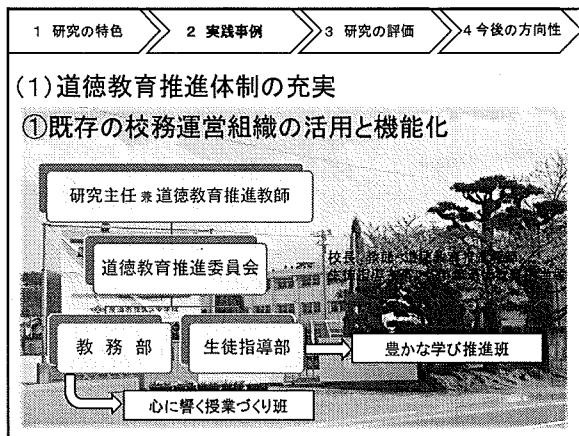 1 研究の特色
2 実践事例
3 研究の評価
4 今後の方向性
(1)道徳教育推進体制の充実
①既存の校務運営組織の活用と機能化
研究主任 兼 道徳教育推進教師
道徳教育推進委員会
教務部
生徒指導部
豊かな学び推進班
心に響く授業づくり班